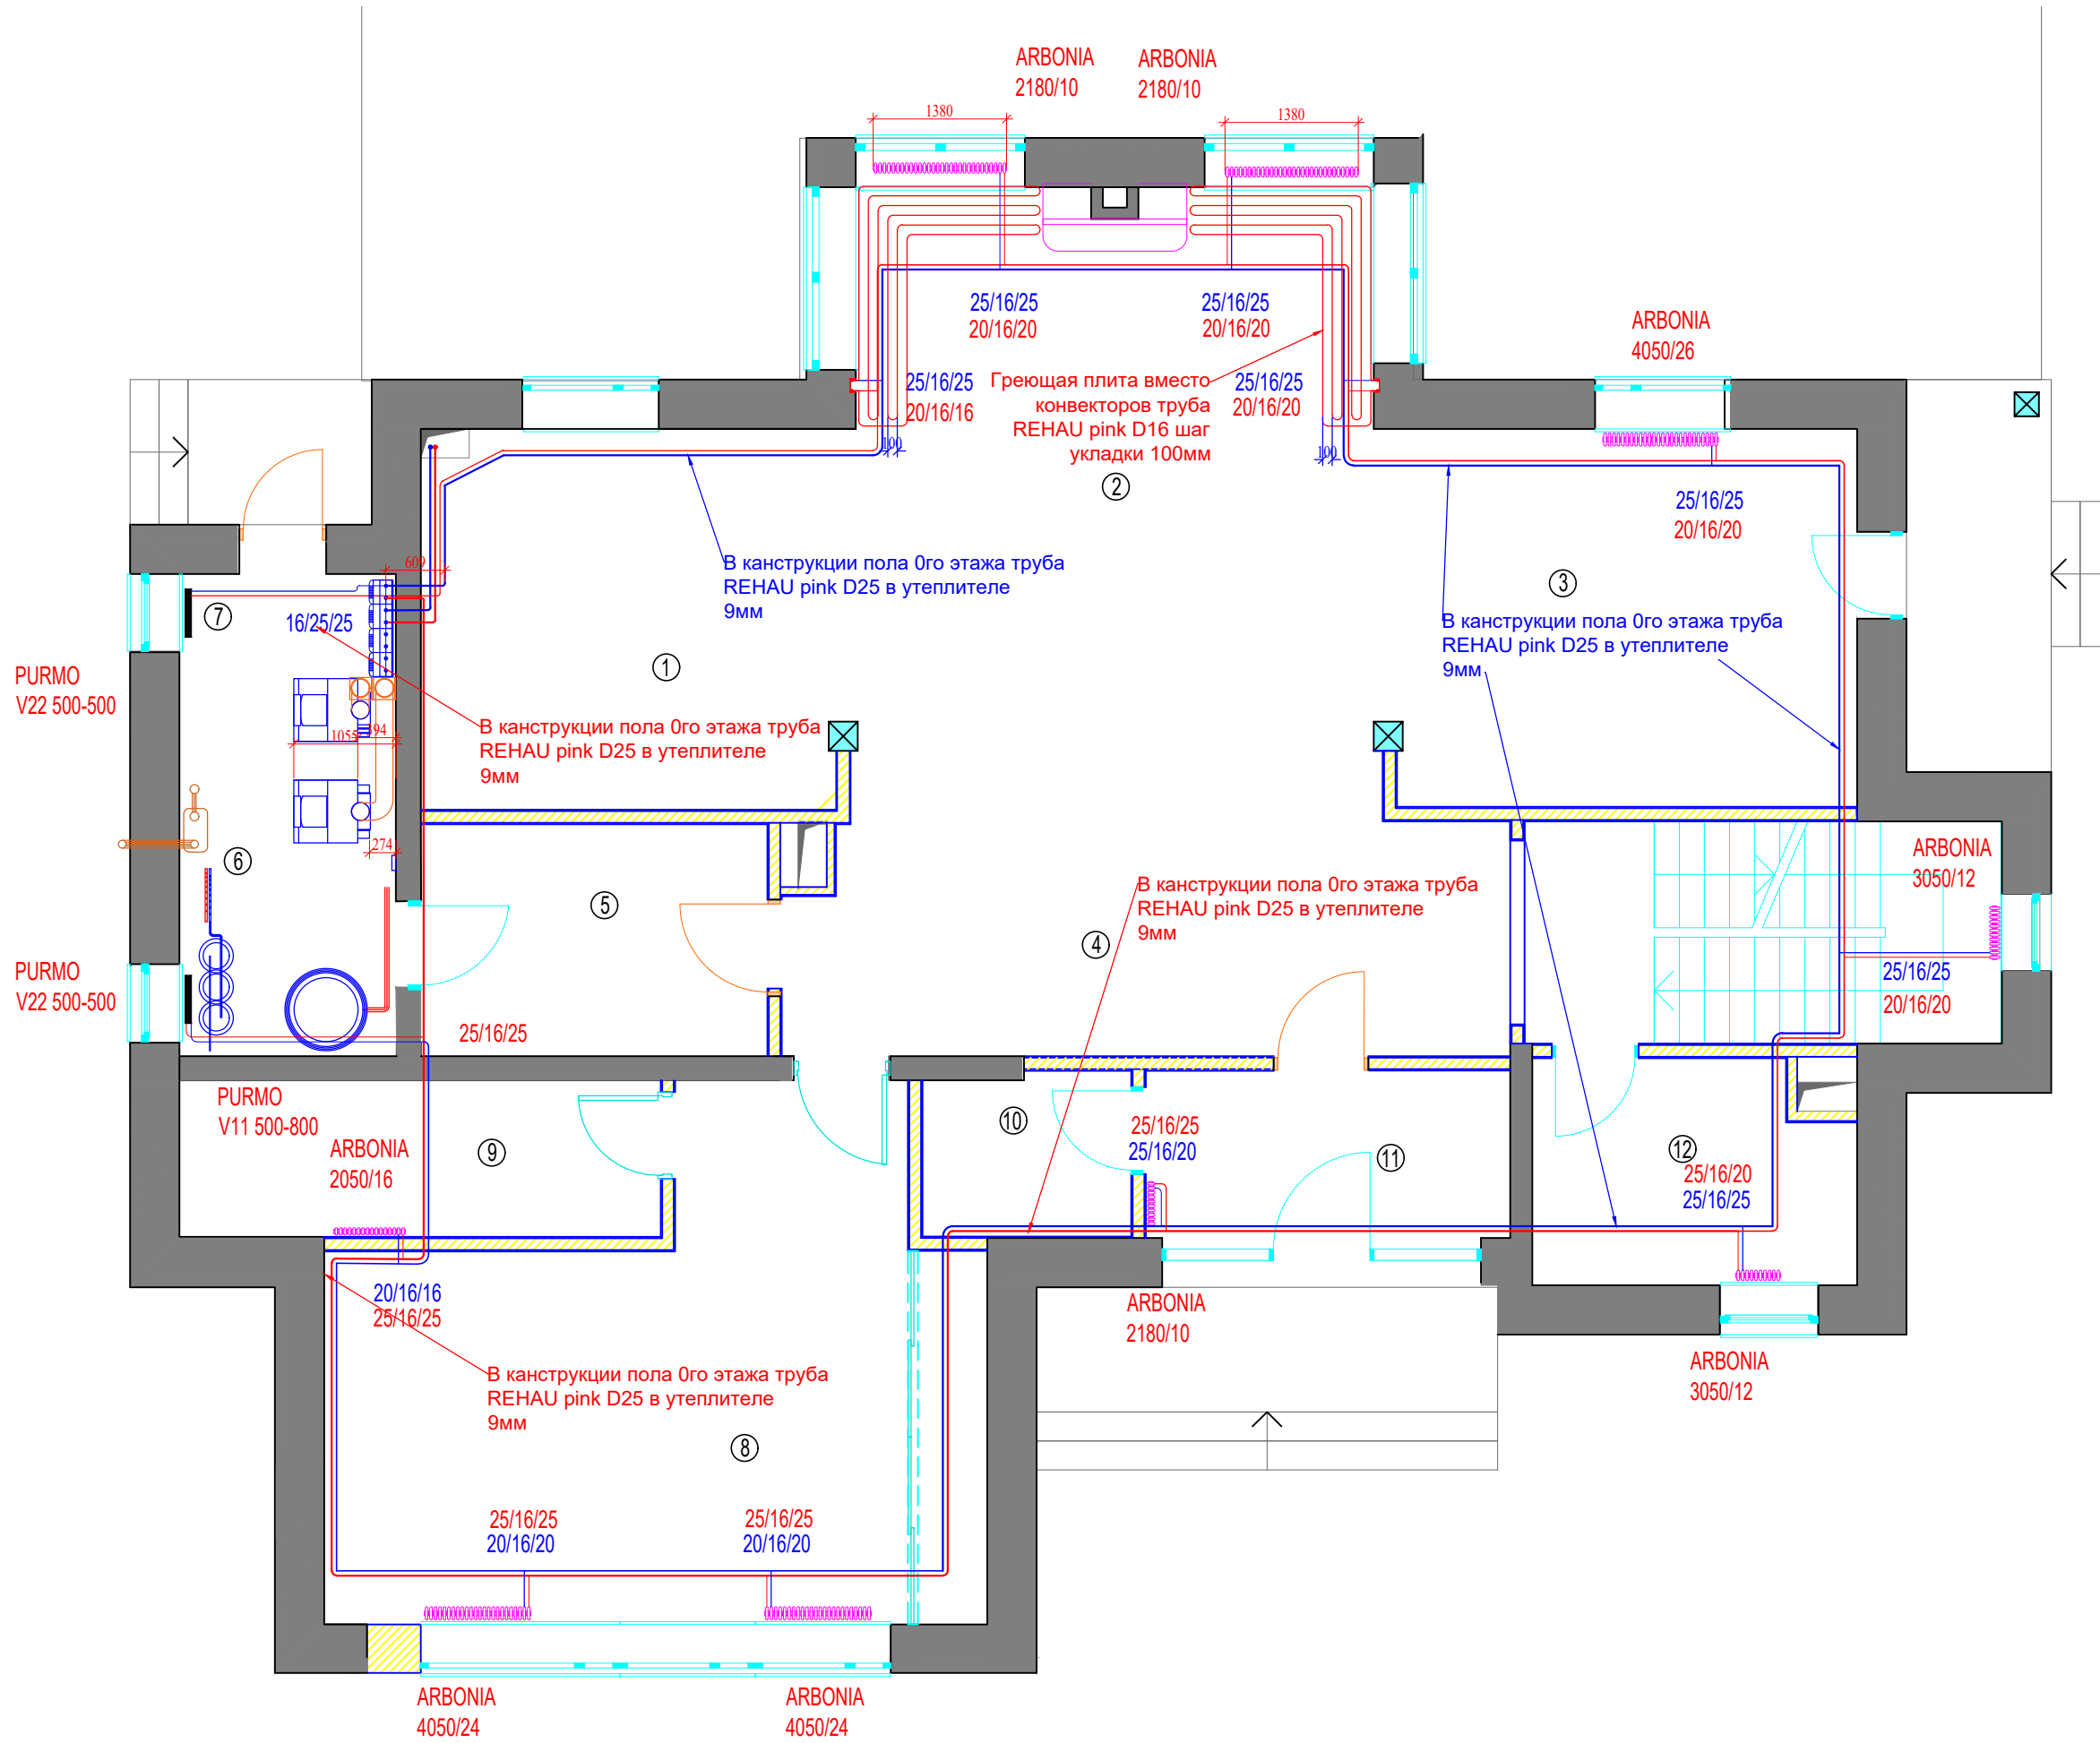 ARBONIA
2180/10
ARBONIA
2180/10
1380
1380
25/16/25
20/16/20
25/16/25
20/16/20
ARBONIA
4050/26
25/16/25
20/16/16
Греющая плита вместо
конвекторов труба
REHAU pink D16 шаг
укладки 100мм
25/16/25
20/16/20
100
100
2
25/16/25
20/16/20
609
В канструкции пола 0го этажа труба
REHAU pink D25 в утеплителе
9мм
3
7
16/25/25
В канструкции пола 0го этажа труба
REHAU pink D25 в утеплителе
9мм
1
PURMO
V22 500-500
В канструкции пола 0го этажа труба
REHAU pink D25 в утеплителе
9мм
1055
394
274
6
5
В канструкции пола 0го этажа труба
REHAU pink D25 в утеплителе
9мм
4
ARBONIA
3050/12
25/16/25
20/16/20
PURMO
V22 500-500
25/16/25
PURMO
V11 500-800
ARBONIA
2050/16
9
10
25/16/25
25/16/20
11
12
25/16/20
25/16/25
20/16/16
25/16/25
ARBONIA
2180/10
ARBONIA
3050/12
В канструкции пола 0го этажа труба
REHAU pink D25 в утеплителе
9мм
8
25/16/25
20/16/20
25/16/25
20/16/20
ARBONIA
4050/24
ARBONIA
4050/24